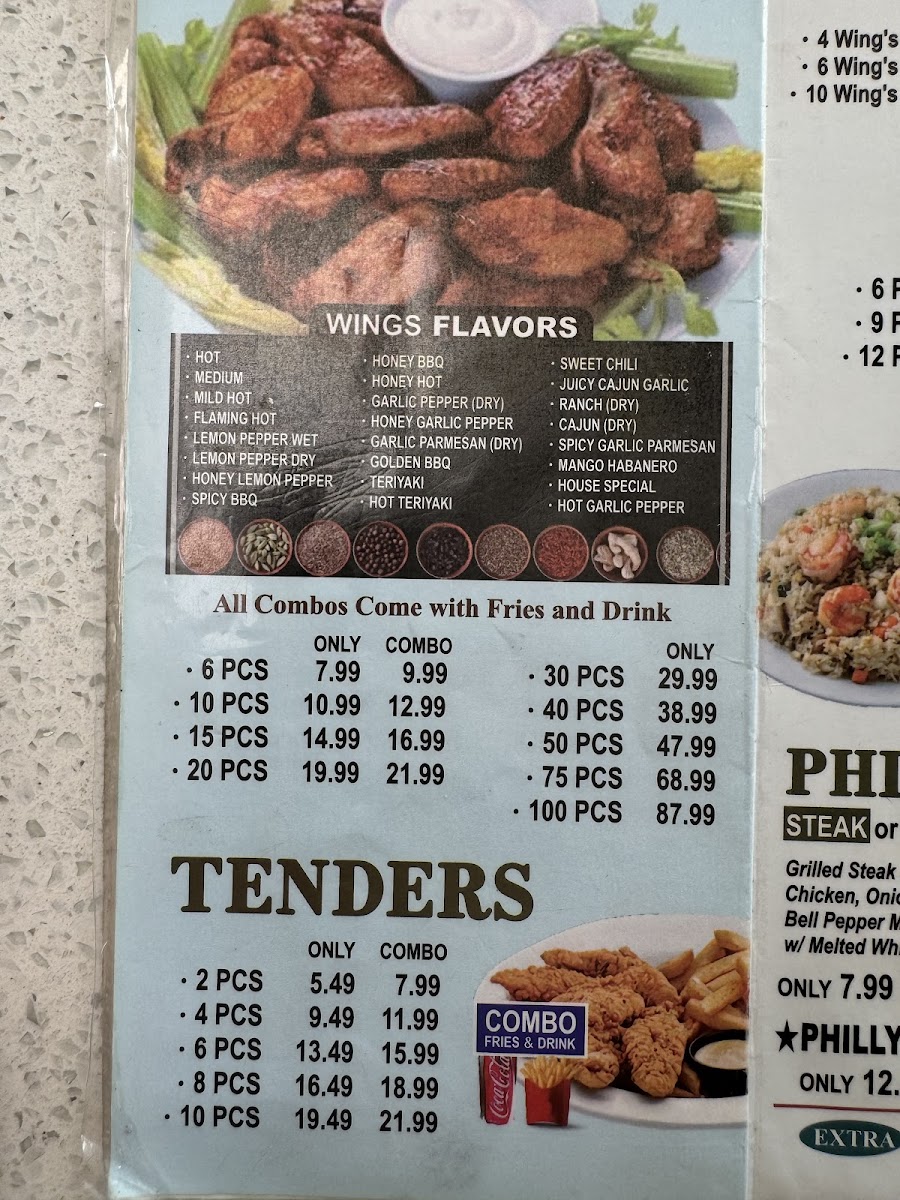 WINGS FLAVORS
· HOT
· MEDIUM
· MILD HOT
· FLAMING HOT
· LEMON PEPPER WET
· LEMON PEPPER DRY
· HONEY LEMON PEPPER
· SPICY BBQ
· HONEY BBQ
· HONEY HOT
· GARLIC PEPPER (DRY)
· HONEY GARLIC PEPPER
· GARLIC PARMESAN (DRY)
· GOLDEN BBQ
· TERIYAKI
· HOT TERIYAKI
· SWEET CHILI
· JUICY CAJUN GARLIC
· RANCH (DRY)
· CAJUN (DRY)
· SPICY GARLIC PARMESAN
· MANGO HABANERO
· HOUSE SPECIAL
· HOT GARLIC PEPPER
All Combos Come with Fries and Drink
ONLY COMBO
· 6 PCS 7.99 9.99
· 10 PCS 10.99 12.99
· 15 PCS 14.99 16.99
· 20 PCS 19.99 21.99
ONLY
· 30 PCS 29.99
· 40 PCS 38.99
· 50 PCS 47.99
· 75 PCS 68.99
· 100 PCS 87.99
TENDERS
ONLY COMBO
· 2 PCS 5.49 7.99
· 4 PCS 9.49 11.99
· 6 PCS 13.49 15.99
· 8 PCS 16.49 18.99
· 10 PCS 19.49 21.99
COMBO
FRIES & DRINK
Coca-Cola
· 4 Wing's
· 6 Wing's
· 10 Wing's
· 6
· 9
· 12
STEAK or
Grilled Steak
Chicken,
Bell Pepper
w/ Melted
ONLY 7.99
★PHILLY
ONLY 12.
EXTRA